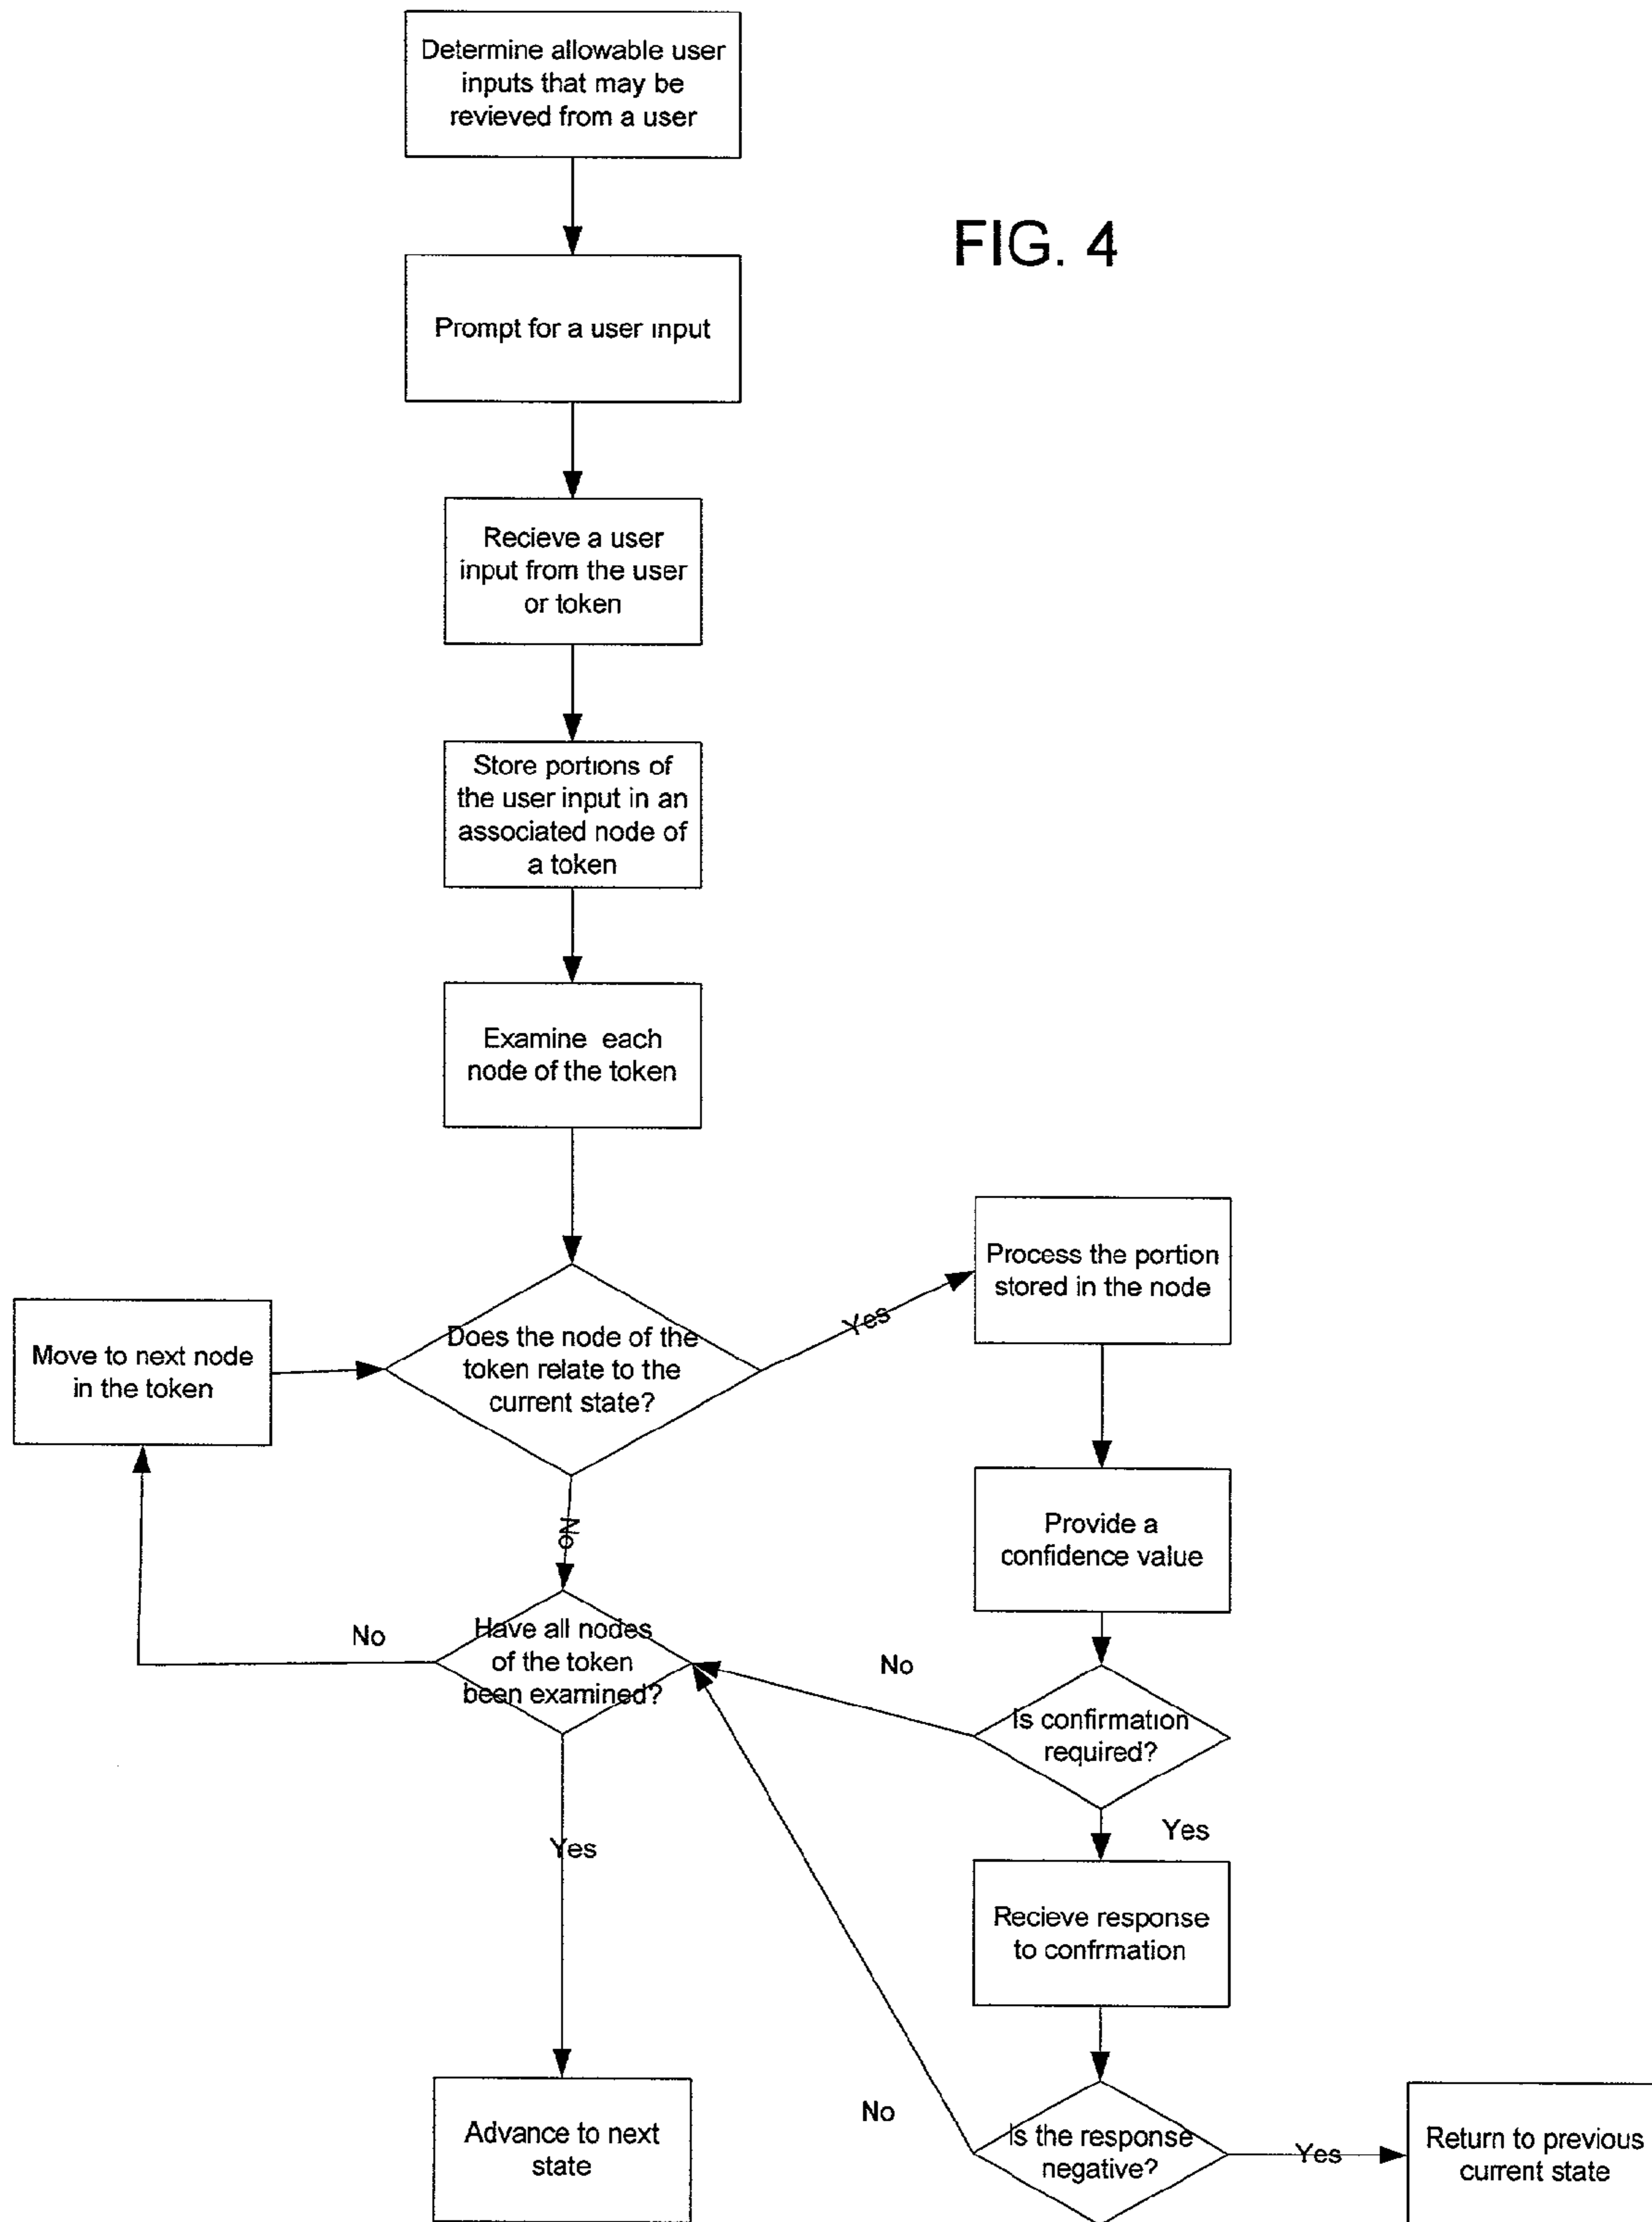 Determine allowable user
inputs that may be
revieved from a user
FIG. 4
Prompt for a user input
Recieve a user
input from the user
or token
Store portions of
the user input in an
associated node of
a token
Examine each
node of the token
Process the portion
stored in the node
Yes
Does the node of the
token relate to the
current state?
Move to next node
in the token
No
Provide a
confidence value
Have all nodes
of the token
been examined?
No
No
Is confirmation
required?
Yes
Yes
Recieve response
to confrmation
No
Is the response
negative?
Yes
Return to previous
current state
Advance to next
state